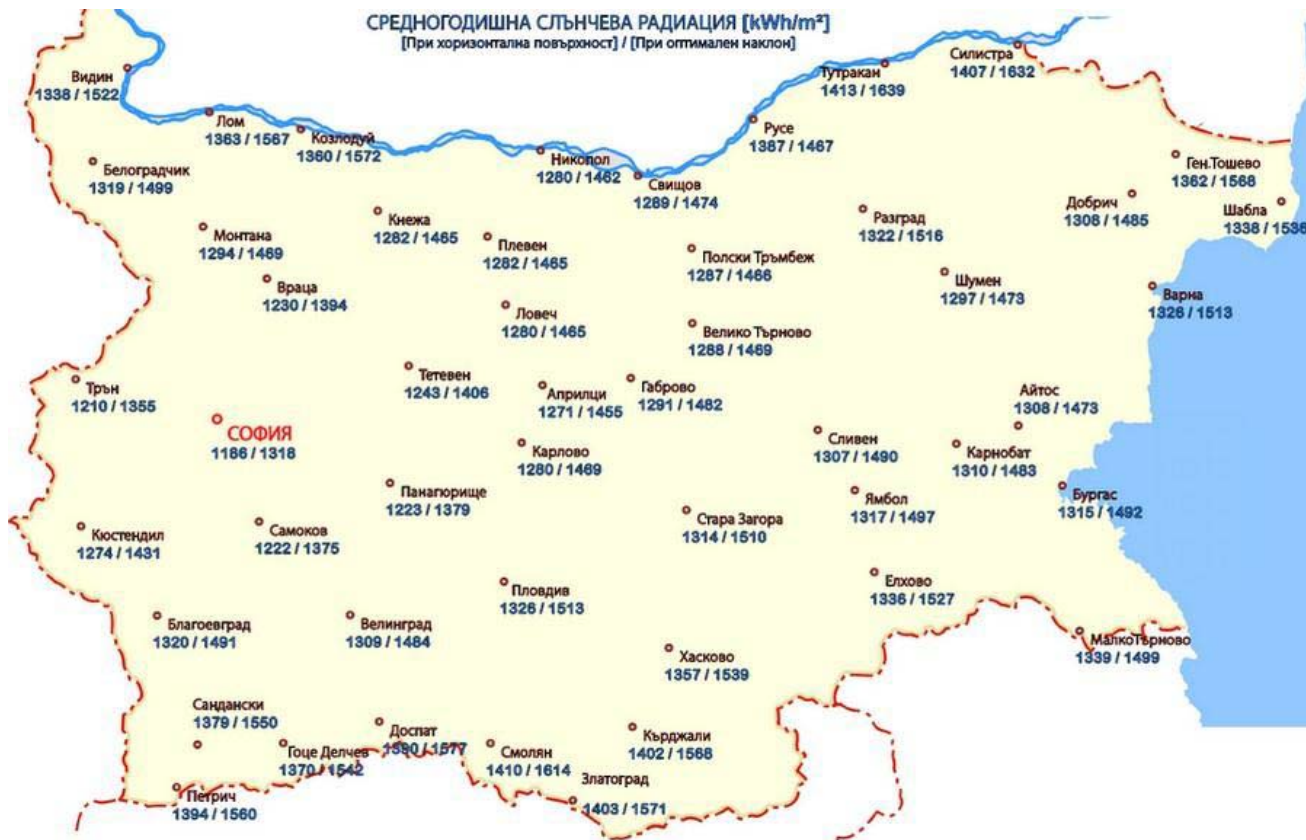 СРЕДНОГОДИШНА СЛЪНЧЕВА РАДИАЦИЯ [kWh/m²]
[При хоризонтална повърхност] / [При оптимален наклон]
Видин
1338 / 1522
Лом
1363 / 1567
Козлодуй
1360 / 1572
Белоградчик
1319 / 1499
Никопол
1280 / 1462
Свищов
1289 / 1474
Русе
1387 / 1467
Тутракан
1413 / 1639
Силистра
1407 / 1632
Ген.Тошево
1362 / 1568
Добрич
1308 / 1485
Шабла
1338 / 1536
Монтана
1294 / 1469
Кнежа
1282 / 1465
Плевен
1282 / 1465
Полски Тръмбеж
1287 / 1466
Разград
1322 / 1516
Шумен
1297 / 1473
Варна
1326 / 1513
Враца
1230 / 1394
Ловеч
1280 / 1465
Велико Търново
1288 / 1469
Трън
1210 / 1355
Тетевен
1243 / 1406
Априлци
1271 / 1455
Габрово
1291 / 1482
Айтос
1308 / 1473
СОФИЯ
1186 / 1318
Карлово
1280 / 1469
Сливен
1307 / 1490
Карнобат
1310 / 1483
Панагюрище
1223 / 1379
Ямбол
1317 / 1497
Бургас
1315 / 1492
Кюстендил
1274 / 1431
Самоков
1222 / 1375
Стара Загора
1314 / 1510
Пловдив
1326 / 1513
Елхово
1336 / 1527
Благоевград
1320 / 1491
Велинград
1309 / 1484
МалкоТърново
1339 / 1499
Хасково
1357 / 1539
Сандански
1379 / 1550
Гоце Делчев
1370 / 1542
Доспат
1390 / 1577
Смолян
1410 / 1614
Кърджали
1402 / 1568
Златоград
1403 / 1571
Петрич
1394 / 1560